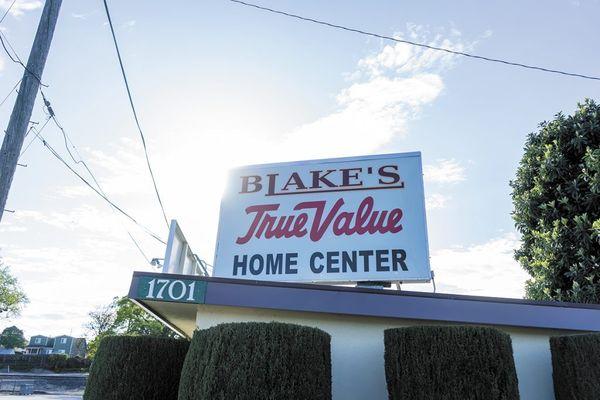 BLAKE'S
True Value
HOME CENTER
1701